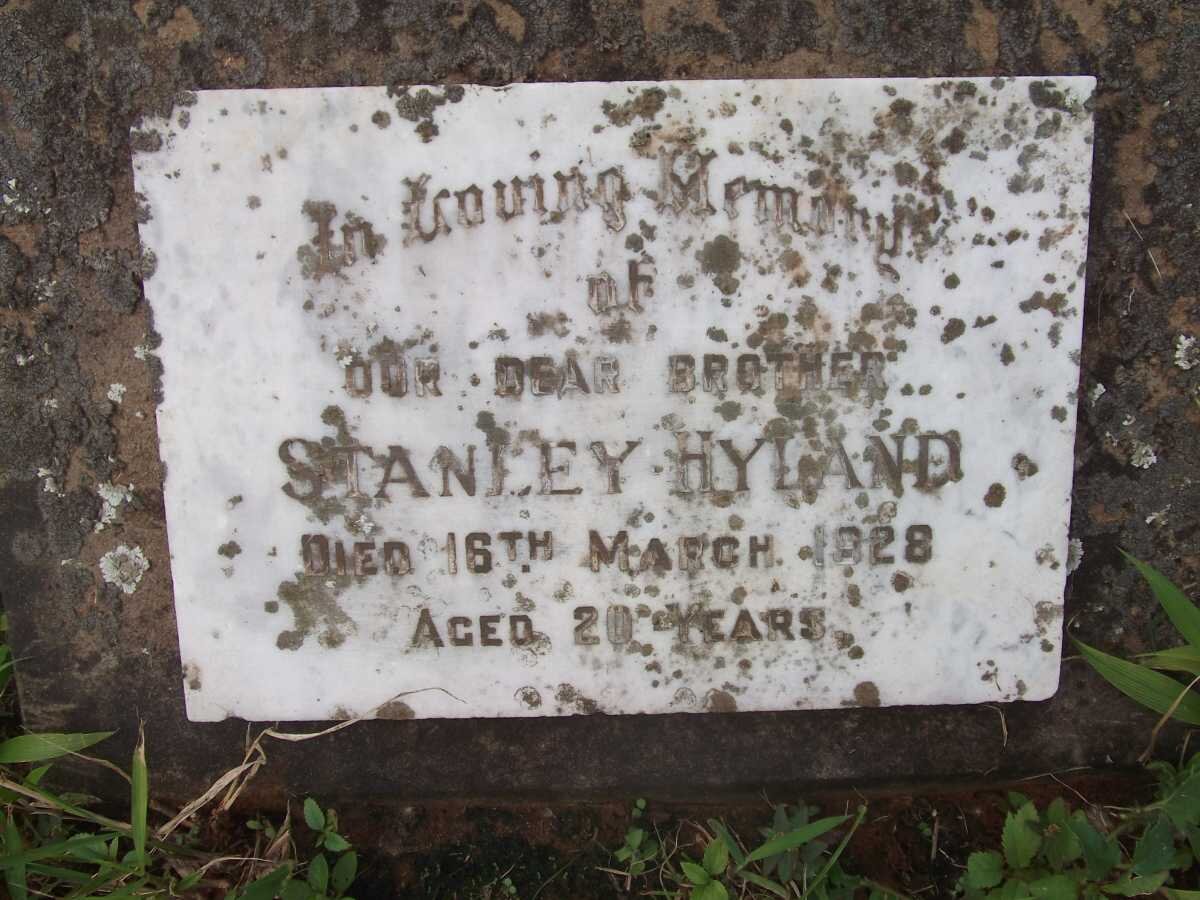 In Loving Memory
of
OUR DEAR BROTHER
STANLEY HYLAND
DIED 16TH MARCH 1928
AGED 20 YEARS